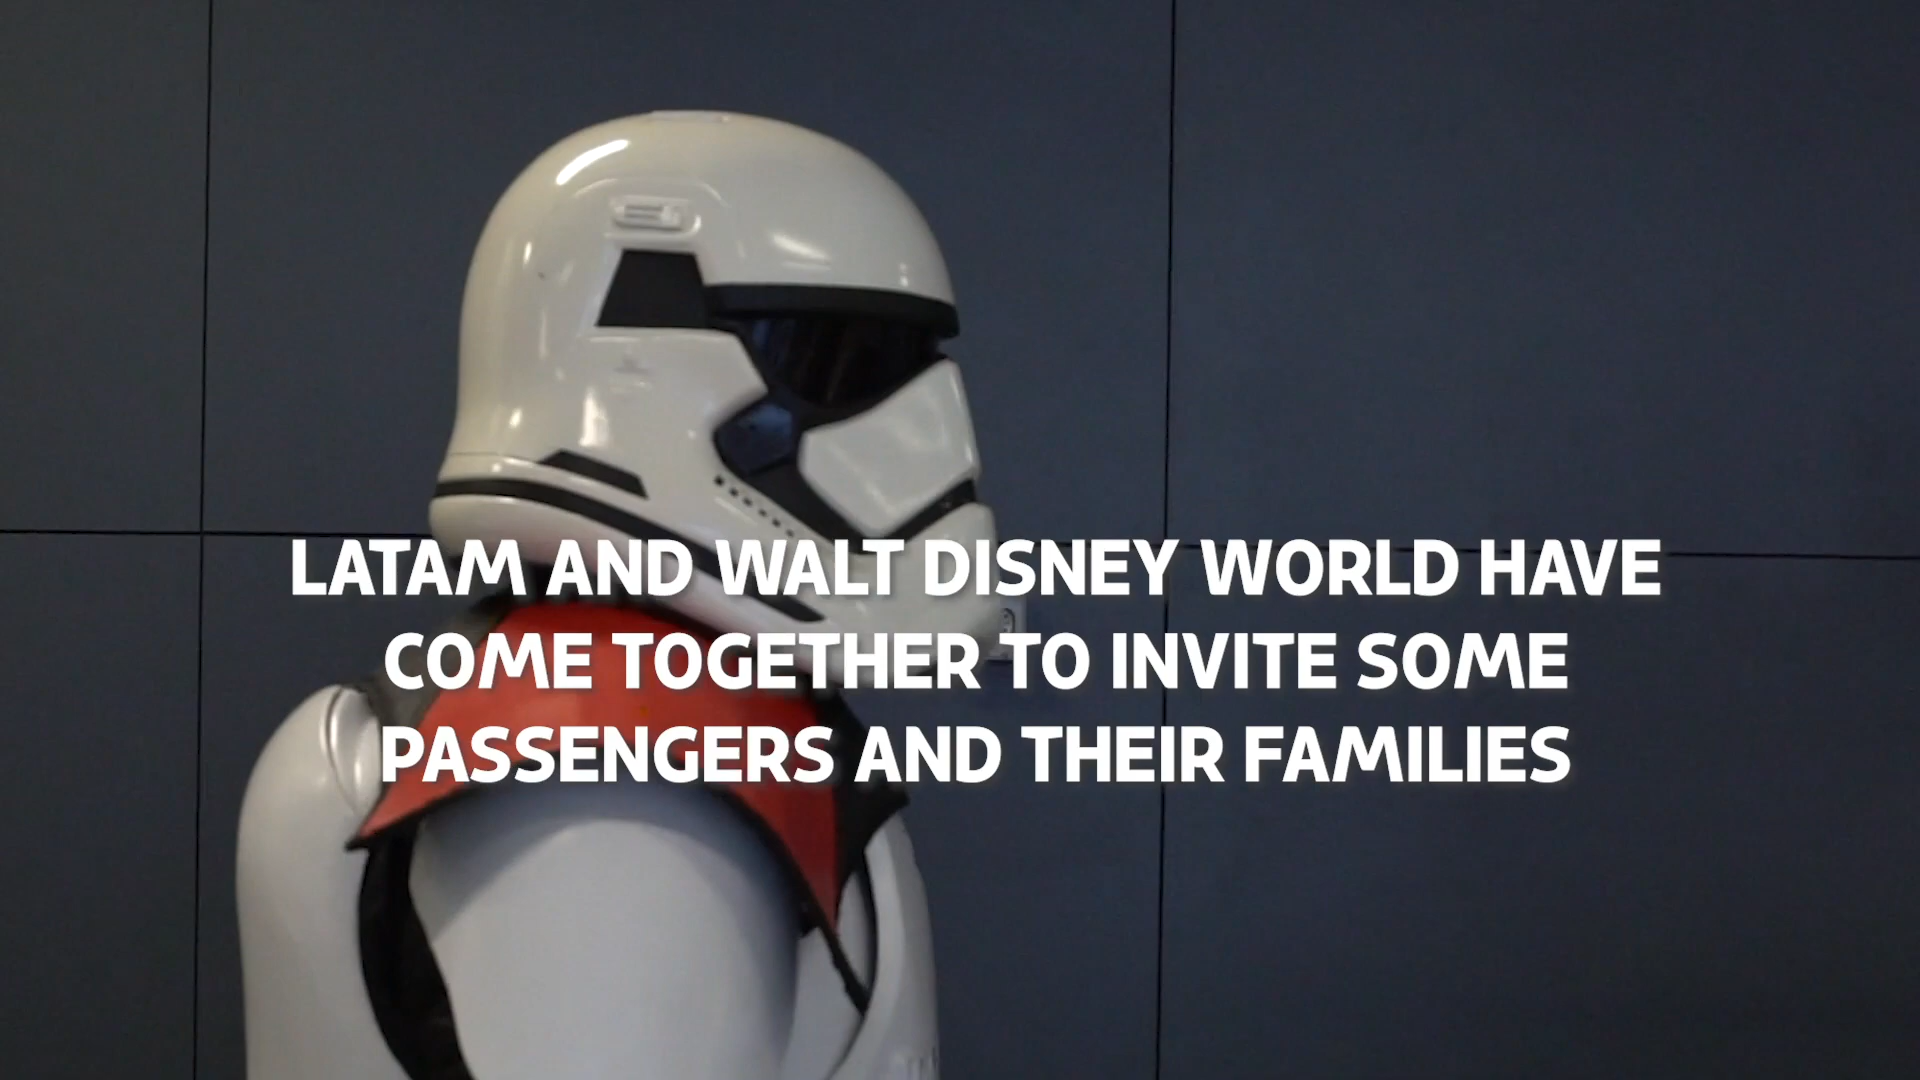 LATAM AND WALT DISNEY WORLD HAVE
COME TOGETHER TO INVITE SOME
PASSENGERS AND THEIR FAMILIES